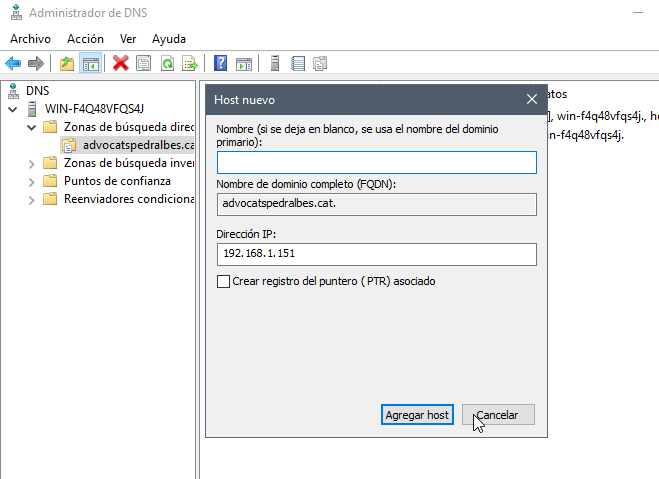 Administrador de DNS
Archivo Acción Ver Ayuda
DNS
WIN-F4Q48VFQS4J
Zonas de búsqueda direc
advocatspedralbes.ca
Zonas de búsqueda inver
Puntos de confianza
Reenviadores condiciona
atos
], win-f4q48vfqs4j., ho
n-f4q48vfqs4j.
Host nuevo
Nombre (si se deja en blanco, se usa el nombre del dominio
primario):
Nombre de dominio completo (FQDN):
advocatspedralbes.cat.
Dirección IP:
192.168.1.151
Crear registro del puntero (PTR) asociado
Agregar host
Cancelar